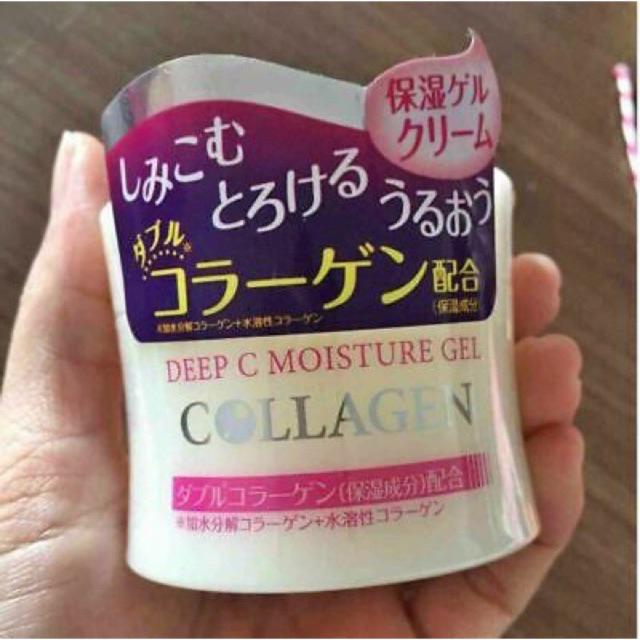 保湿ゲル
クリーム
しみこむ
とろける
うるおう
ダブル※
コラーゲン配合
(保湿成分)
※加水分解コラーゲン+水溶性コラーゲン
DEEP C MOISTURE GEL
COLLAGEN
ダブルコラーゲン(保湿成分)配合
※加水分解コラーゲン+水溶性コラーゲン